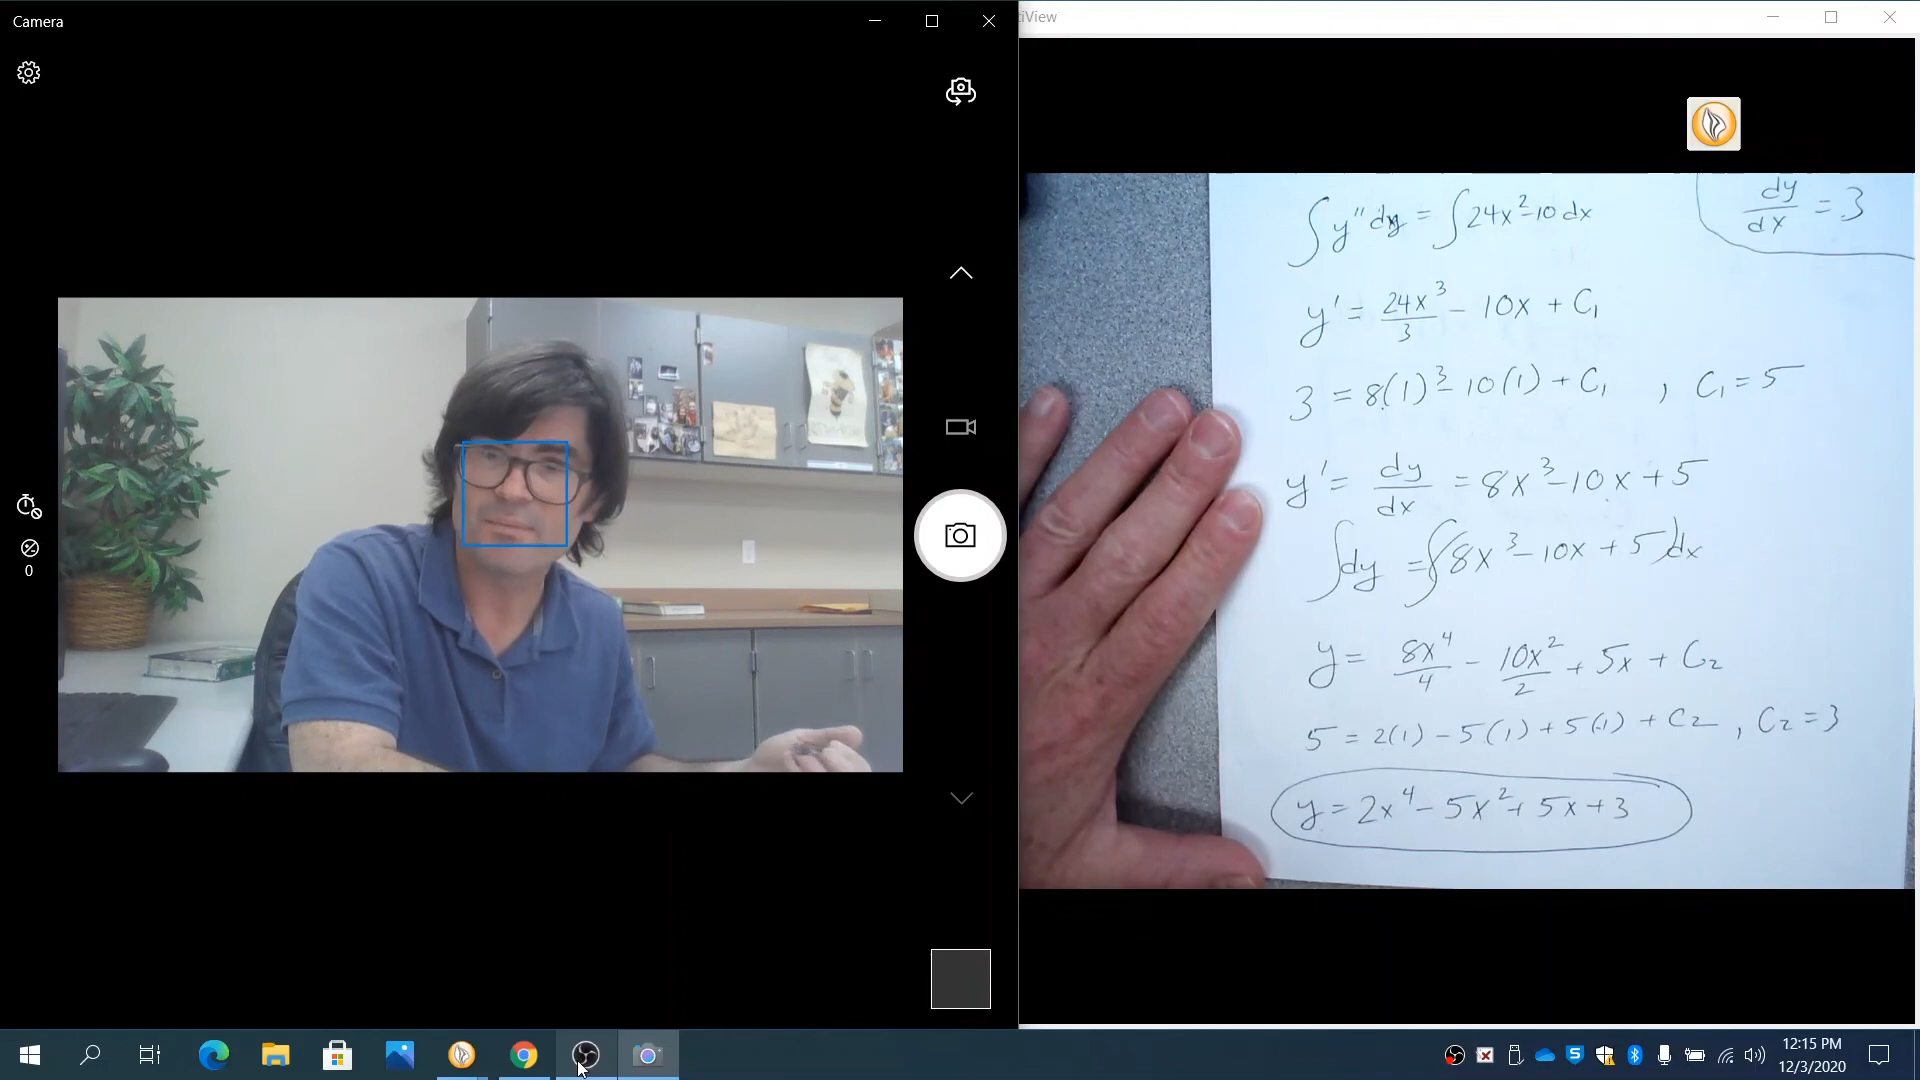 Camera
iView
dy/dx = 3
∫y'' dx = ∫24x² - 10 dx
y' = 24x³/3 - 10x + C₁
3 = 8(1)³ - 10(1) + C₁ , C₁ = 5
y' = dy/dx = 8x³ - 10x + 5
∫dy = ∫(8x³ - 10x + 5)dx
y = 8x⁴/4 - 10x²/2 + 5x + C₂
5 = 2(1) - 5(1) + 5(1) + C₂ , C₂ = 3
y = 2x⁴ - 5x² + 5x + 3
0
12:15 PM
12/3/2020